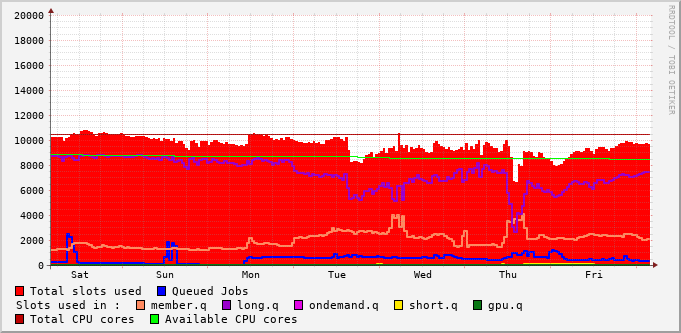 20000
18000
16000
14000
12000
10000
8000
6000
4000
2000
0
Sat Sun Mon Tue Wed Thu Fri
RRDTOOL / TOBI OETIKER
Total slots used Queued Jobs
Slots used in : member.q long.q ondemand.q short.q gpu.q
Total CPU cores Available CPU cores